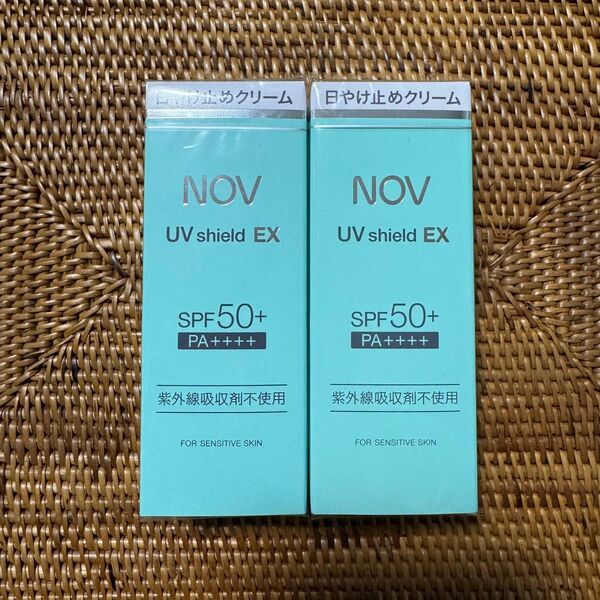 日やけ止めクリーム
NOV
UV shield EX
SPF50+
PA++++
紫外線吸収剤不使用
FOR SENSITIVE SKIN
日やけ止めクリーム
NOV
UV shield EX
SPF50+
PA++++
紫外線吸収剤不使用
FOR SENSITIVE SKIN